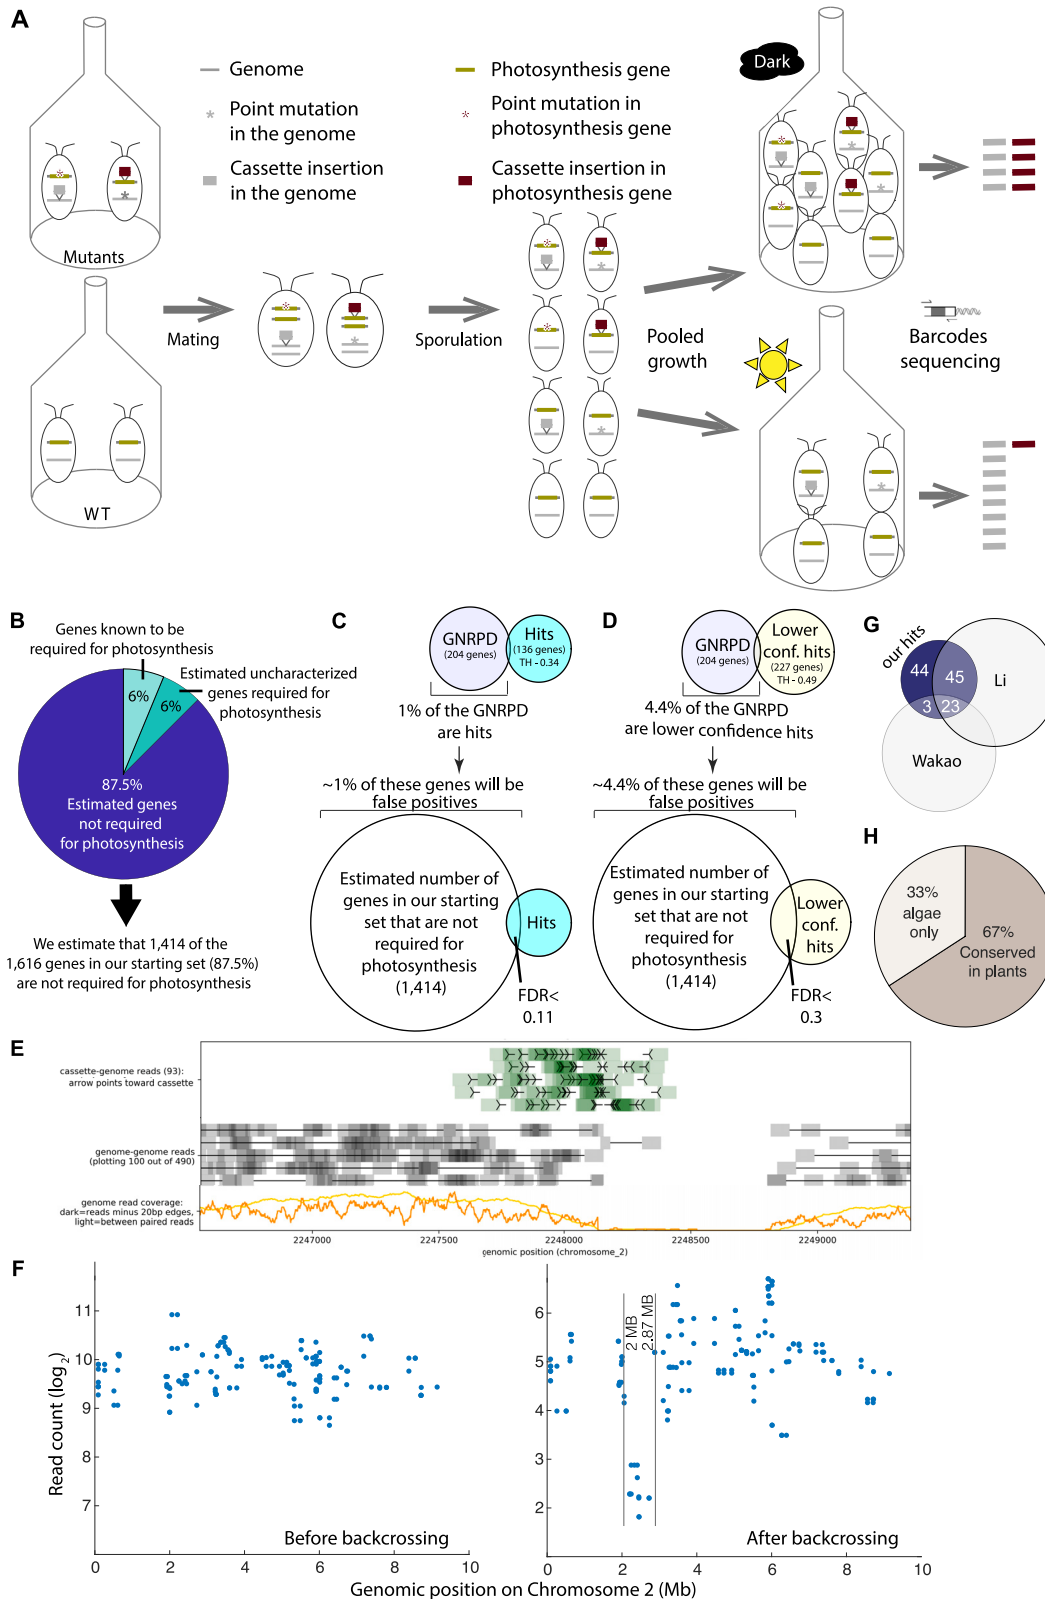 A
Genome
Point mutation
in the genome
Cassette insertion
in the genome
Photosynthesis gene
Point mutation in
photosynthesis gene
Cassette insertion in
photosynthesis gene
Dark
Mutants
Mating
Sporulation
Pooled
growth
Barcodes
sequencing
WT
B
Genes known to be
required for photosynthesis
Estimated uncharacterized
genes required for
photosynthesis
6%
6%
87.5%
Estimated genes
not required
for photosynthesis
We estimate that 1,414 of the
1,616 genes in our starting set (87.5%)
are not required for photosynthesis
C
GNRPD
(204 genes)
Hits
(136 genes)
TH - 0.34
1% of the GNRPD
are hits
~1% of these genes will be
false positives
Estimated number of
genes in our starting
set that are not
required for
photosynthesis
(1,414)
Hits
FDR<
0.11
D
GNRPD
(204 genes)
Lower
conf. hits
(227 genes)
TH - 0.49
4.4% of the GNRPD
are lower confidence hits
~4.4% of these genes will be
false positives
Estimated number of
genes in our starting
set that are not
required for
photosynthesis
(1,414)
Lower
conf.
hits
FDR<
0.3
G
our hits
44
45
Li
3
23
Wakao
H
33%
algae
only
67%
Conserved
in plants
E
cassette-genome reads (93):
arrow points toward cassette
genome-genome reads
(plotting 100 out of 490)
genome read coverage:
dark=reads minus 20bp edges,
light=between paired reads
2247000
2247500
2248000
2248500
2249000
genomic position (chromosome_2)
F
Read count (log 2)
11
10
9
8
7
0
2
4
6
8
10
Before backcrossing
6
5
4
3
2
2 MB
2.87 MB
0
2
4
6
8
10
After backcrossing
Genomic position on Chromosome 2 (Mb)